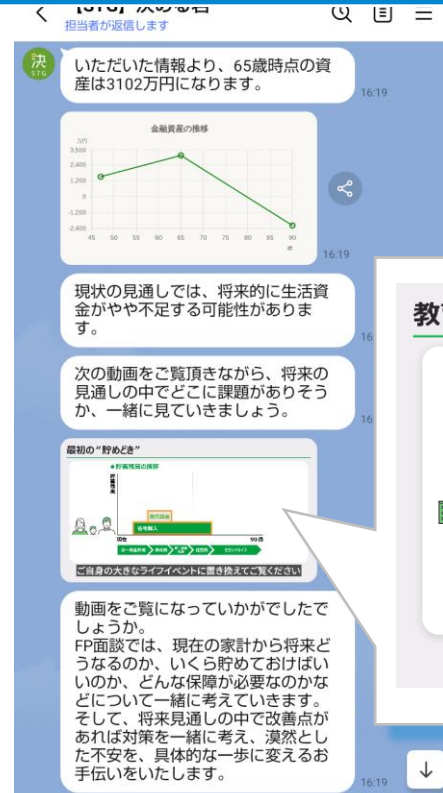 【STG】決める君
担当者が返信します
決
STG
いただいた情報より、65歳時点の資
産は3102万円になります。
16:19
金融資産の推移
万円
3,500
2,400
1,200
0
-1,200
-2,400
45 50 55 60 65 70 75 80 85 90
歳
16:19
現状の見通しでは、将来的に生活資
金がやや不足する可能性がありま
す。
16:
次の動画をご覧頂きながら、将来の
見通しの中でどこに課題がありそう
か、一緒に見ていきましょう。
16
最初の“貯めどき”
◆貯蓄残高の推移
貯蓄残高
教育資金
住宅購入
現在
90歳
ご自身の大きなライフイベントに置き換えてご覧ください
教
動画をご覧になっていかがでしたで
しょうか。
FP面談では、現在の家計から将来ど
うなるのか、いくら貯めておけばい
いのか、どんな保障が必要なのかな
どについて一緒に考えていきます。
そして、将来見通しの中で改善点が
あれば対策を一緒に考え、漠然とし
た不安を、具体的な一歩に変えるお
手伝いをいたします。
16:19